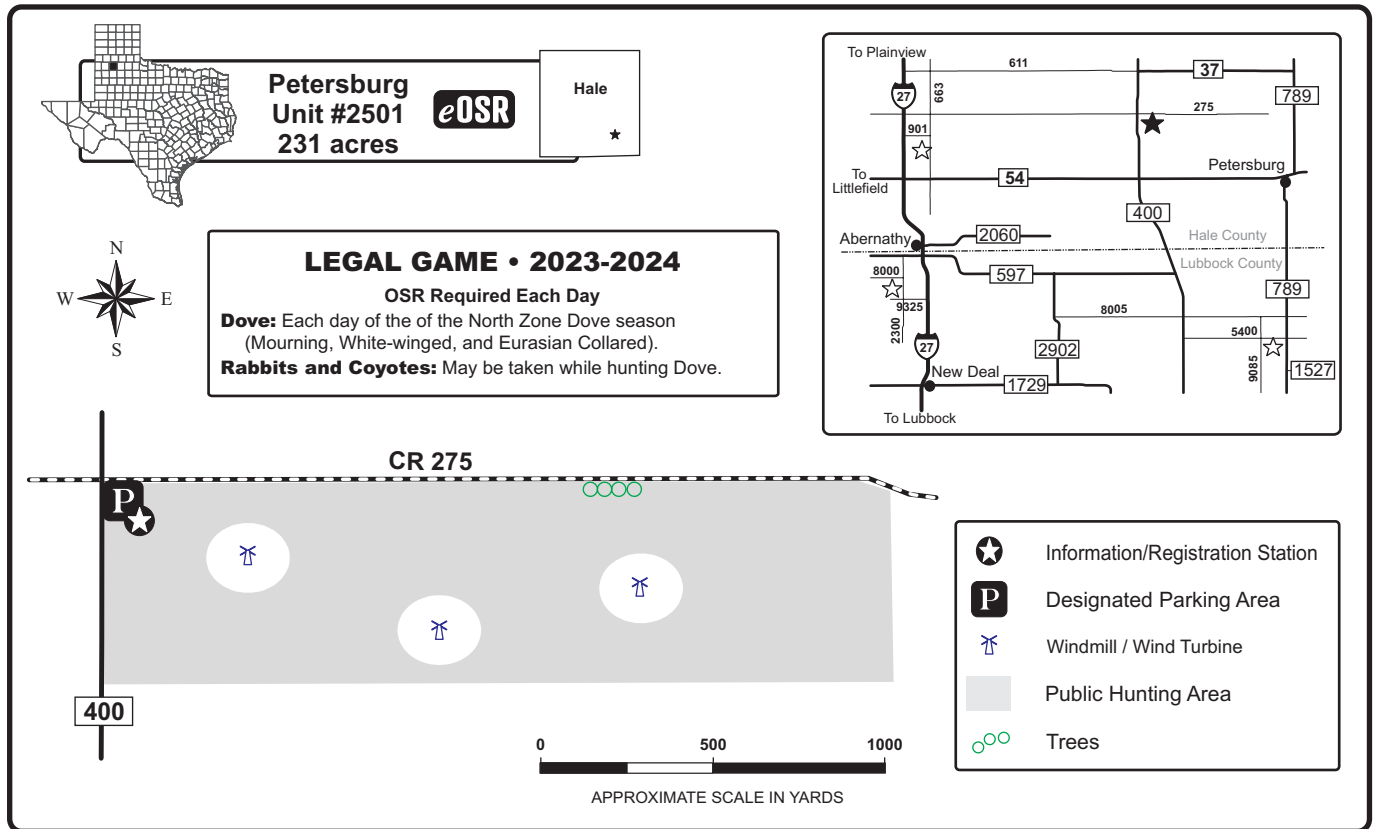 Petersburg
Unit #2501
231 acres
eOSR
Hale
N
W
E
S
LEGAL GAME • 2023-2024
OSR Required Each Day
Dove: Each day of the of the North Zone Dove season
(Mourning, White-winged, and Eurasian Collared).
Rabbits and Coyotes: May be taken while hunting Dove.
To Plainview
611
37
27
663
789
275
901
Petersburg
To
Littlefield
54
400
Abernathy
2060
Hale County
Lubbock County
8000
597
789
9325
8005
2300
5400
27
2902
9085
1527
New Deal
1729
To Lubbock
CR 275
P
400
0
500
1000
APPROXIMATE SCALE IN YARDS
Information/Registration Station
P
Designated Parking Area
Windmill / Wind Turbine
Public Hunting Area
Trees